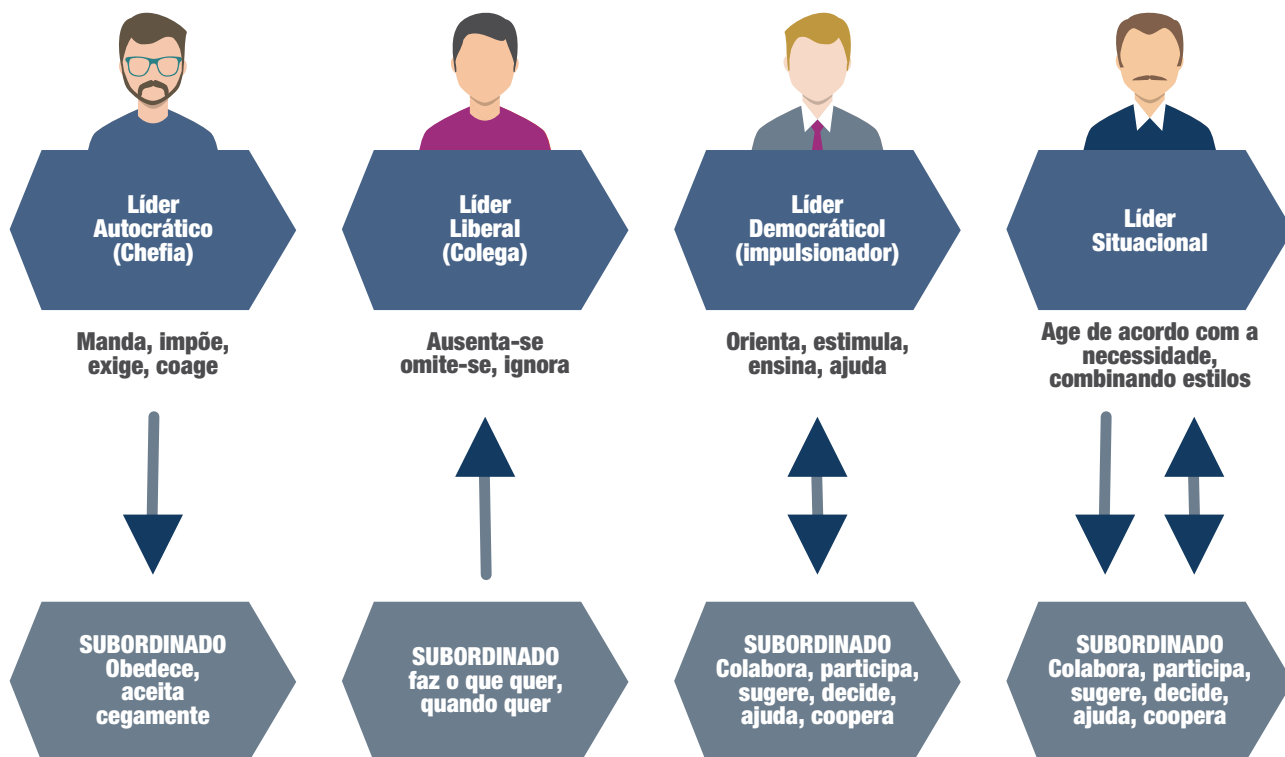 Líder
Autocrático
(Chefia)
Manda, impõe,
exige, coage
SUBORDINADO
Obedece,
aceita
cegamente
Líder
Liberal
(Colega)
Ausenta-se
omite-se, ignora
SUBORDINADO
faz o que quer,
quando quer
Líder
Democráticol
(impulsionador)
Orienta, estimula,
ensina, ajuda
SUBORDINADO
Colabora, participa,
sugere, decide,
ajuda, coopera
Líder
Situacional
Age de acordo com a
necessidade,
combinando estilos
SUBORDINADO
Colabora, participa,
sugere, decide,
ajuda, coopera